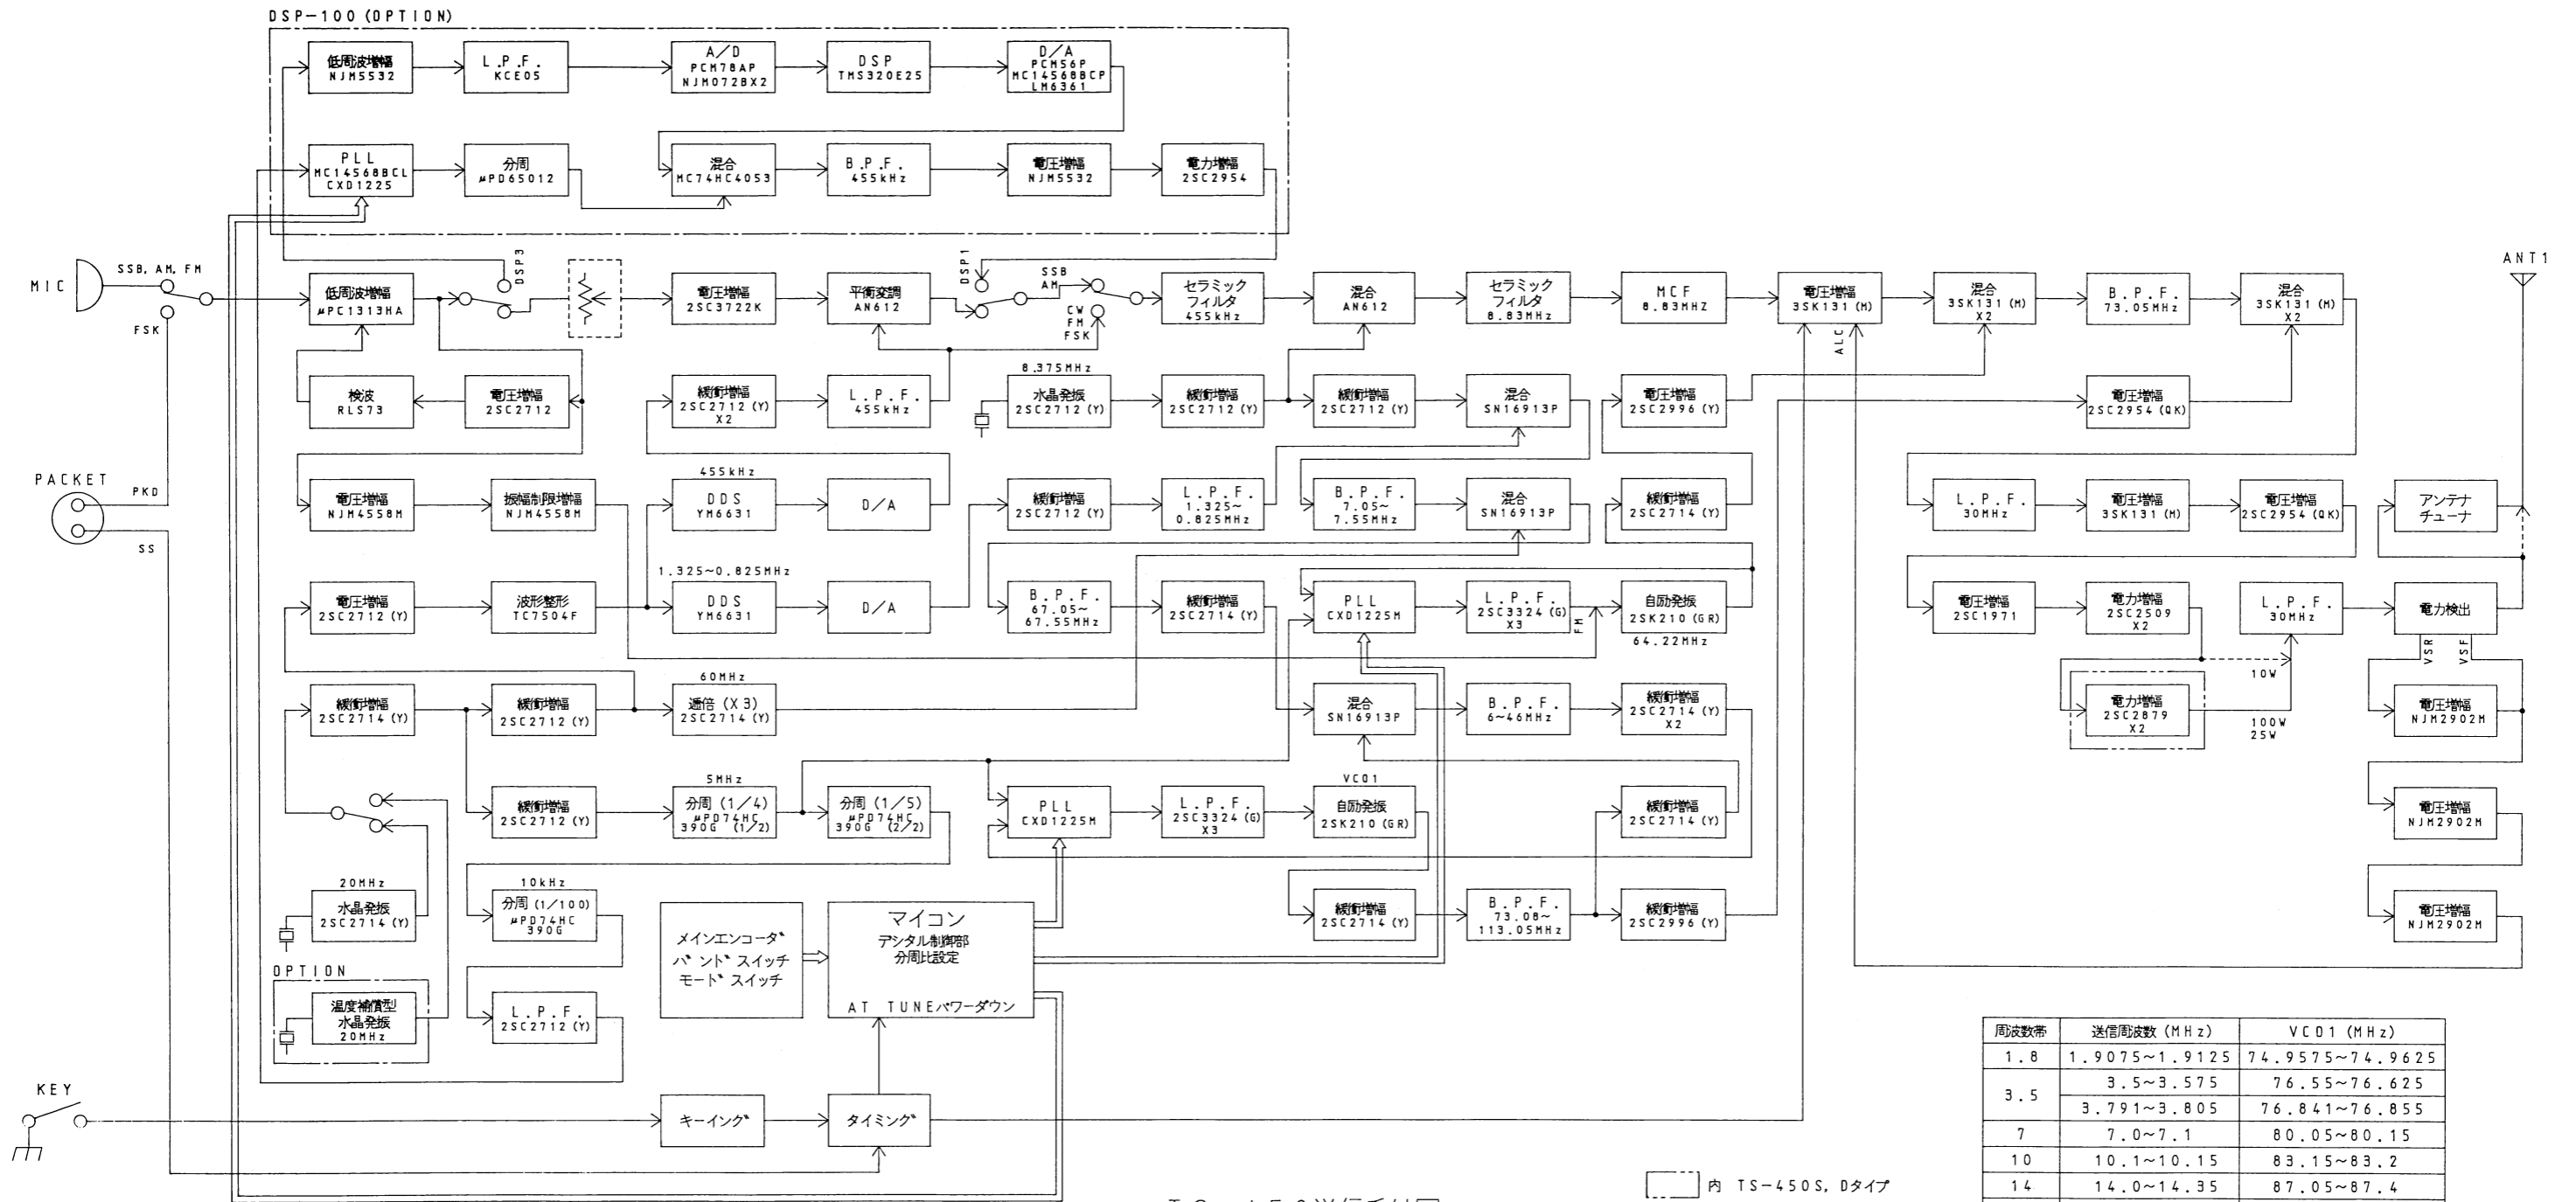 DSP-100 (OPTION)
低周波増幅
NJM5532
L.P.F.
KCE05
A/D
PCM78AP
NJM072BX2
DSP
TMS320E25
D/A
PCM56P
MC14568BCP
LM6361
PLL
MC14568BCL
CXD1225
分周
μPD65012
混合
MC74HC4053
B.P.F.
455kHz
電圧増幅
NJM5532
電力増幅
2SC2954
MIC
SSB, AM, FM
FSK
低周波増幅
μPC1313HA
DSP3
電圧増幅
2SC3722K
平衡変調
AN612
DSP1
SSB
AM
CW
FM
FSK
セラミック
フィルタ
455kHz
混合
AN612
セラミック
フィルタ
8.83MHz
MCF
8.83MHZ
電圧増幅
3SK131 (M)
ALC
混合
3SK131 (M)
X2
B.P.F.
73.05MHz
混合
3SK131 (M)
X2
ANT1
検波
RLS73
電圧増幅
2SC2712
緩衝増幅
2SC2712 (Y)
X2
L.P.F.
455kHz
8.375MHz
水晶発振
2SC2712 (Y)
緩衝増幅
2SC2712 (Y)
緩衝増幅
2SC2712 (Y)
混合
SN16913P
電圧増幅
2SC2996 (Y)
電圧増幅
2SC2954 (QK)
PACKET
PKD
SS
電圧増幅
NJM4558M
振幅制限増幅
NJM4558M
455kHz
DDS
YM6631
D/A
緩衝増幅
2SC2712 (Y)
L.P.F.
1.325~
0.825MHz
B.P.F.
7.05~
7.55MHz
混合
SN16913P
緩衝増幅
2SC2714 (Y)
L.P.F.
30MHz
電圧増幅
3SK131 (M)
電圧増幅
2SC2954 (QK)
アンテナ
チューナ
電圧増幅
2SC2712 (Y)
波形整形
TC7504F
1.325~0.825MHz
DDS
YM6631
D/A
B.P.F.
67.05~
67.55MHz
緩衝増幅
2SC2714 (Y)
PLL
CXD1225M
L.P.F.
2SC3324 (G)
X3
FM
自励発振
2SK210 (GR)
64.22MHz
電圧増幅
2SC1971
電力増幅
2SC2509
X2
L.P.F.
30MHz
電力検出
VSR
VSF
10W
緩衝増幅
2SC2714 (Y)
緩衝増幅
2SC2712 (Y)
60MHz
逓倍 (X3)
2SC2714 (Y)
混合
SN16913P
B.P.F.
6~46MHz
緩衝増幅
2SC2714 (Y)
X2
電力増幅
2SC2879
X2
100W
25W
電圧増幅
NJM2902M
緩衝増幅
2SC2712 (Y)
5MHz
分周 (1/4)
μPD74HC
390G (1/2)
分周 (1/5)
μPD74HC
390G (2/2)
PLL
CXD1225M
L.P.F.
2SC3324 (G)
X3
VCO1
自励発振
2SK210 (GR)
緩衝増幅
2SC2714 (Y)
電圧増幅
NJM2902M
20MHz
水晶発振
2SC2714 (Y)
10kHz
分周 (1/100)
μPD74HC
390G
メインエンコーダ
バンドスイッチ
モードスイッチ
マイコン
デシタル制御部
分周比設定
AT TUNEパワーダウン
緩衝増幅
2SC2714 (Y)
B.P.F.
73.08~
113.05MHz
緩衝増幅
2SC2996 (Y)
電圧増幅
NJM2902M
OPTION
温度補償型
水晶発振
20MHz
L.P.F.
2SC2712 (Y)
KEY
キーイング
タイミング
内 TS-450S, Dタイプ
周波数帯 送信周波数 (MHz) VCO1 (MHz)
1.8 1.9075~1.9125 74.9575~74.9625
3.5 3.5~3.575 76.55~76.625
3.791~3.805 76.841~76.855
7 7.0~7.1 80.05~80.15
10 10.1~10.15 83.15~83.2
14 14.0~14.35 87.05~87.4